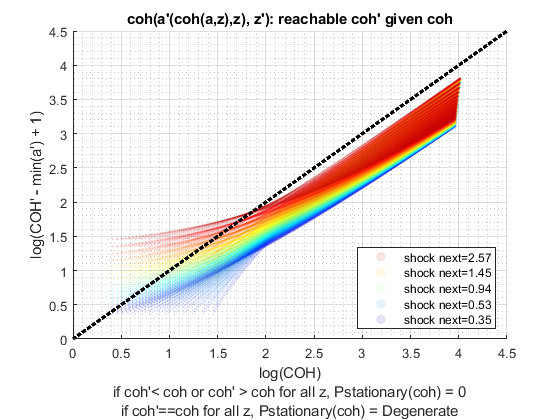 coh(a'(coh(a,z),z), z'): reachable coh' given coh
log(COH' - min(a') + 1)
4.5
4
3.5
3
2.5
2
1.5
1
0.5
0
shock next=2.57
shock next=1.45
shock next=0.94
shock next=0.53
shock next=0.35
0 0.5 1 1.5 2 2.5 3 3.5 4 4.5
log(COH)
if coh'< coh or coh' > coh for all z, Pstationary(coh) = 0
if coh'==coh for all z, Pstationary(coh) = Degenerate